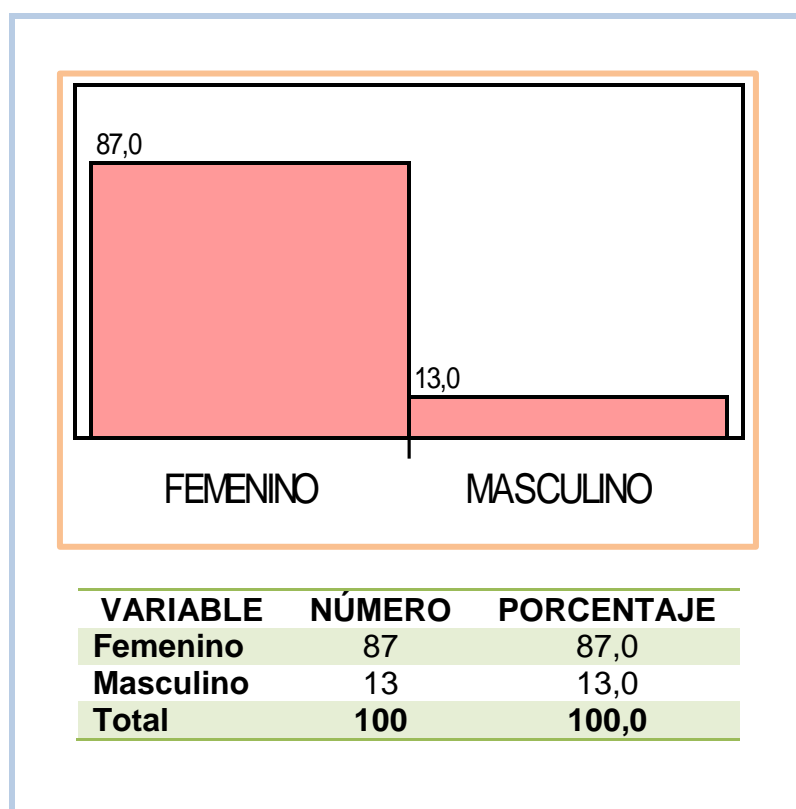 87,0
13,0
FEMENINO MASCULINO
VARIABLE NÚMERO PORCENTAJE
Femenino 87 87,0
Masculino 13 13,0
Total 100 100,0